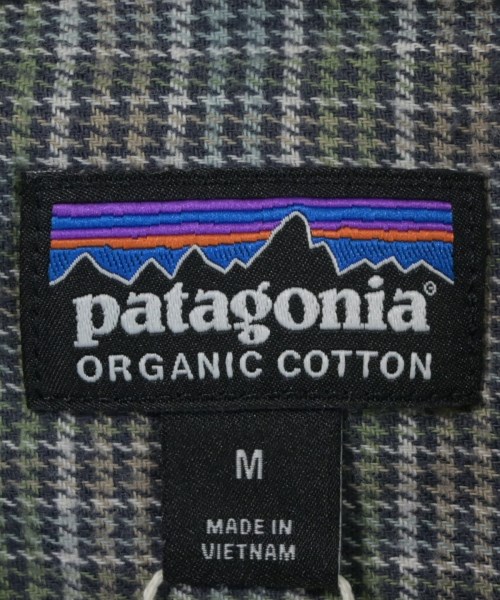 patagonia©
ORGANIC COTTON
M
MADE IN
VIETNAM